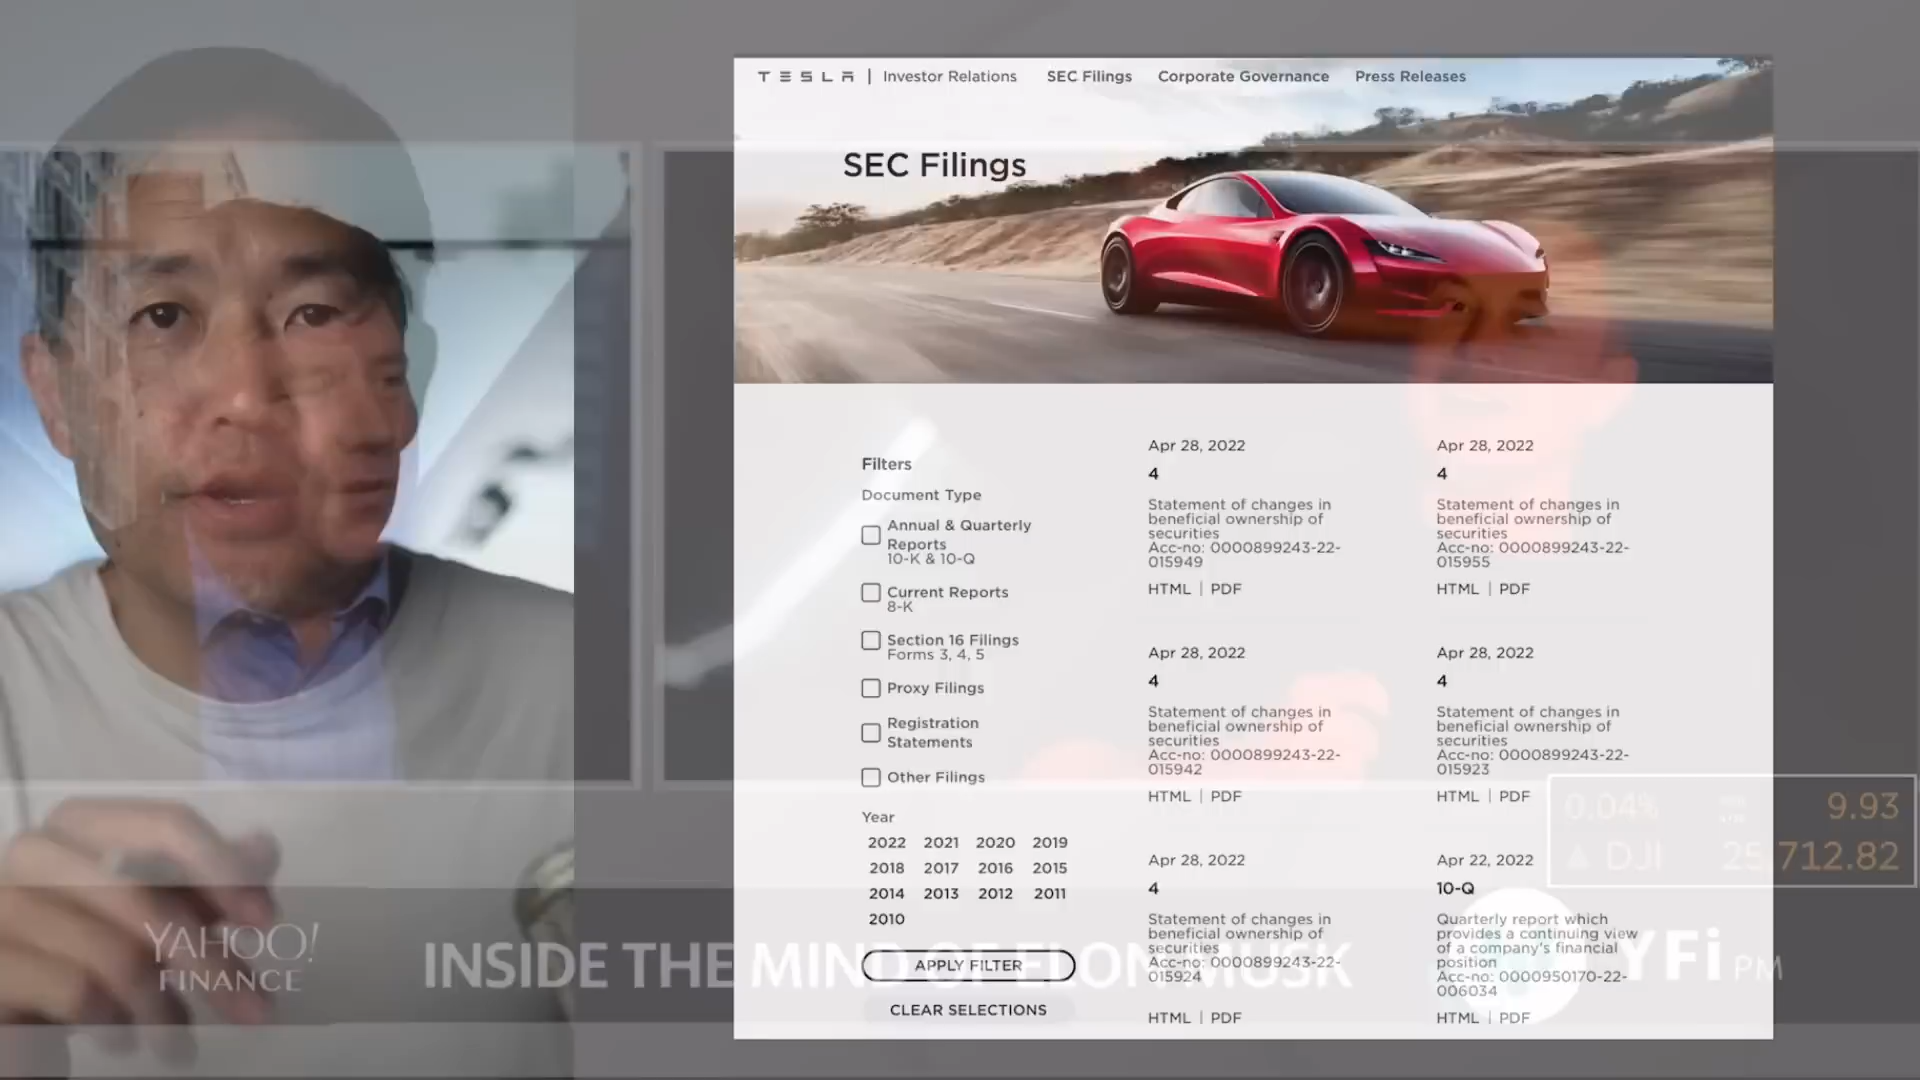 TESLA | Investor Relations SEC Filings Corporate Governance Press Releases
SEC Filings
Filters
Document Type
Annual & Quarterly
Reports
10-K & 10-Q
Current Reports
8-K
Section 16 Filings
Forms 3, 4, 5
Proxy Filings
Registration
Statements
Other Filings
Year
2022 2021 2020 2019
2018 2017 2016 2015
2014 2013 2012 2011
2010
APPLY FILTER
CLEAR SELECTIONS
Apr 28, 2022
4
Statement of changes in
beneficial ownership of
securities
Acc-no: 0000899243-22-
015949
HTML | PDF
Apr 28, 2022
4
Statement of changes in
beneficial ownership of
securities
Acc-no: 0000899243-22-
015955
HTML | PDF
Apr 28, 2022
4
Statement of changes in
beneficial ownership of
securities
Acc-no: 0000899243-22-
015942
HTML | PDF
Apr 28, 2022
4
Statement of changes in
beneficial ownership of
securities
Acc-no: 0000899243-22-
015923
HTML | PDF
Apr 28, 2022
4
Statement of changes in
beneficial ownership of
securities
Acc-no: 0000899243-22-
015924
HTML | PDF
Apr 22, 2022
10-Q
Quarterly report which
provides a continuing view
of a company's financial
position
Acc-no: 0000950170-22-
006034
HTML | PDF
0.04% 9.93
▲ DJI 25,712.82
YAHOO!
FINANCE
INSIDE THE MIND OF ELON MUSK
YFi PM